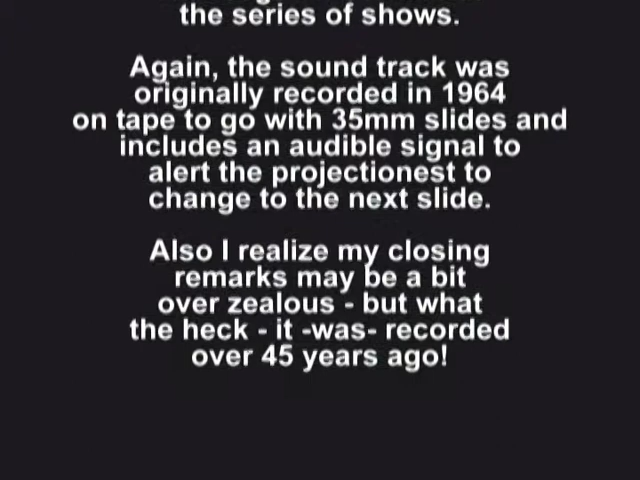 the series of shows.
Again, the sound track was
originally recorded in 1964
on tape to go with 35mm slides and
includes an audible signal to
alert the projectionest to
change to the next slide.
Also I realize my closing
remarks may be a bit
over zealous - but what
the heck - it -was- recorded
over 45 years ago!